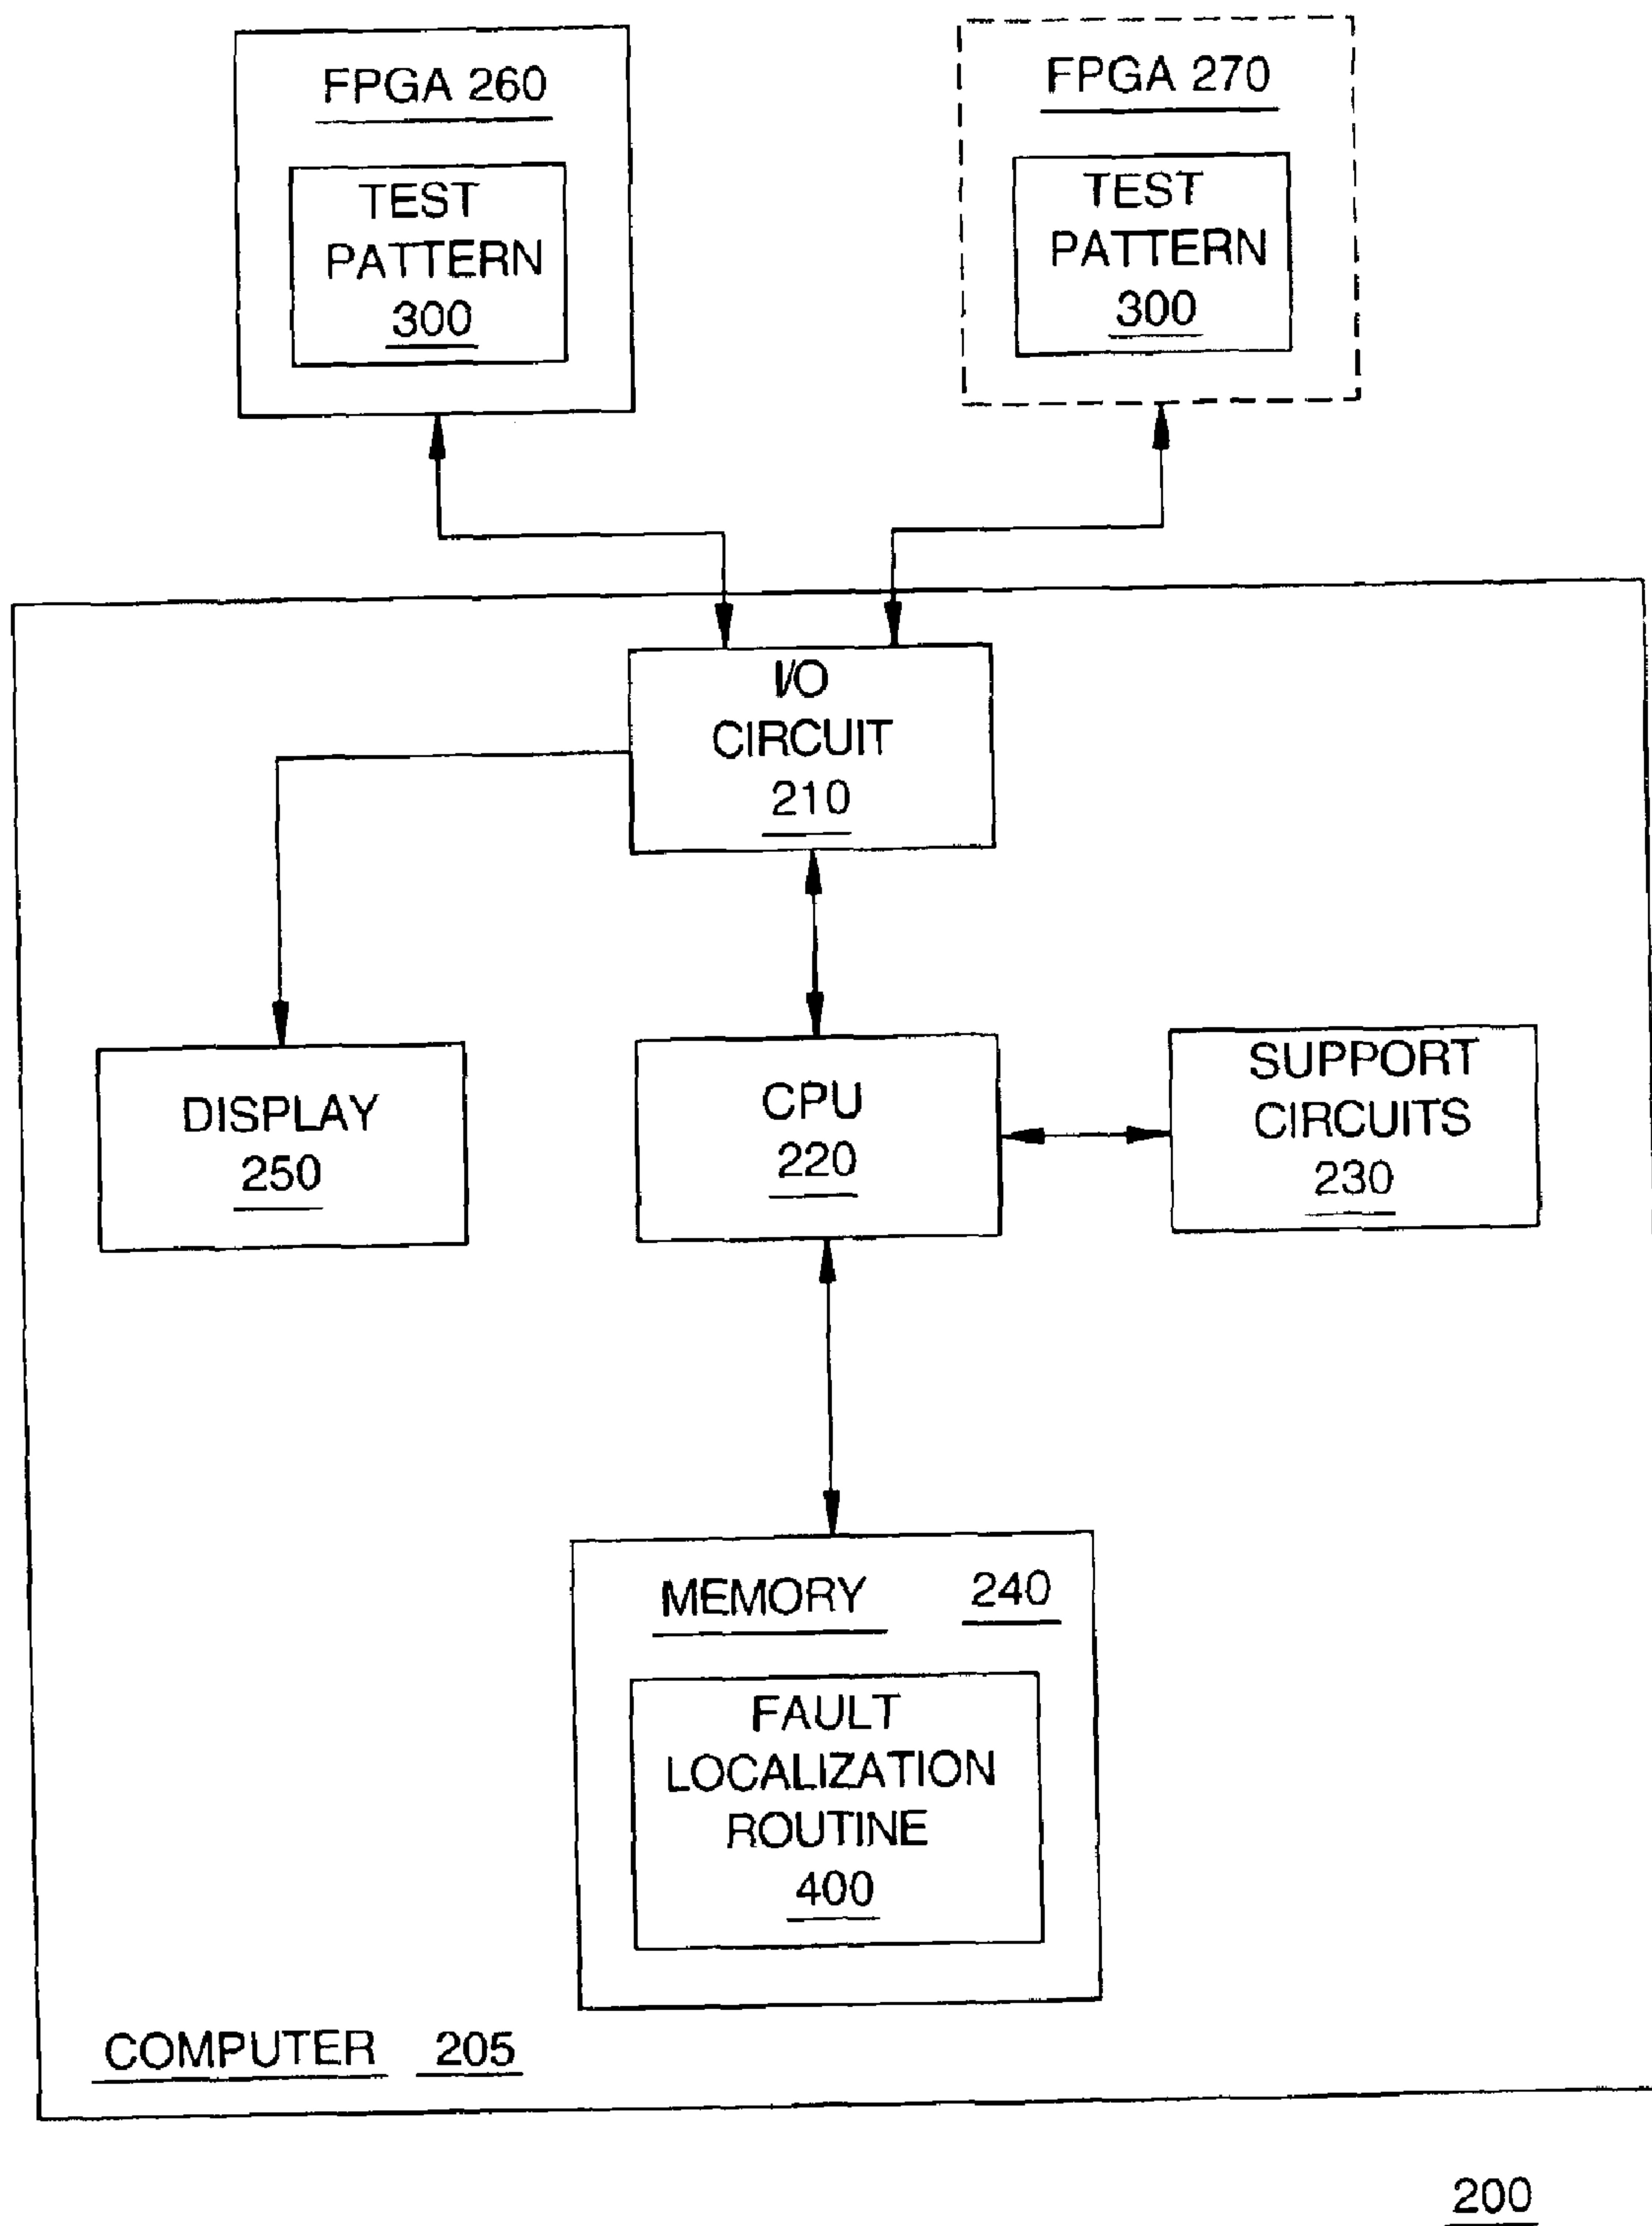 FPGA 260
TEST
PATTERN
300
FPGA 270
TEST
PATTERN
300
I/O
CIRCUIT
210
DISPLAY
250
CPU
220
SUPPORT
CIRCUITS
230
MEMORY 240
FAULT
LOCALIZATION
ROUTINE
400
COMPUTER 205
200